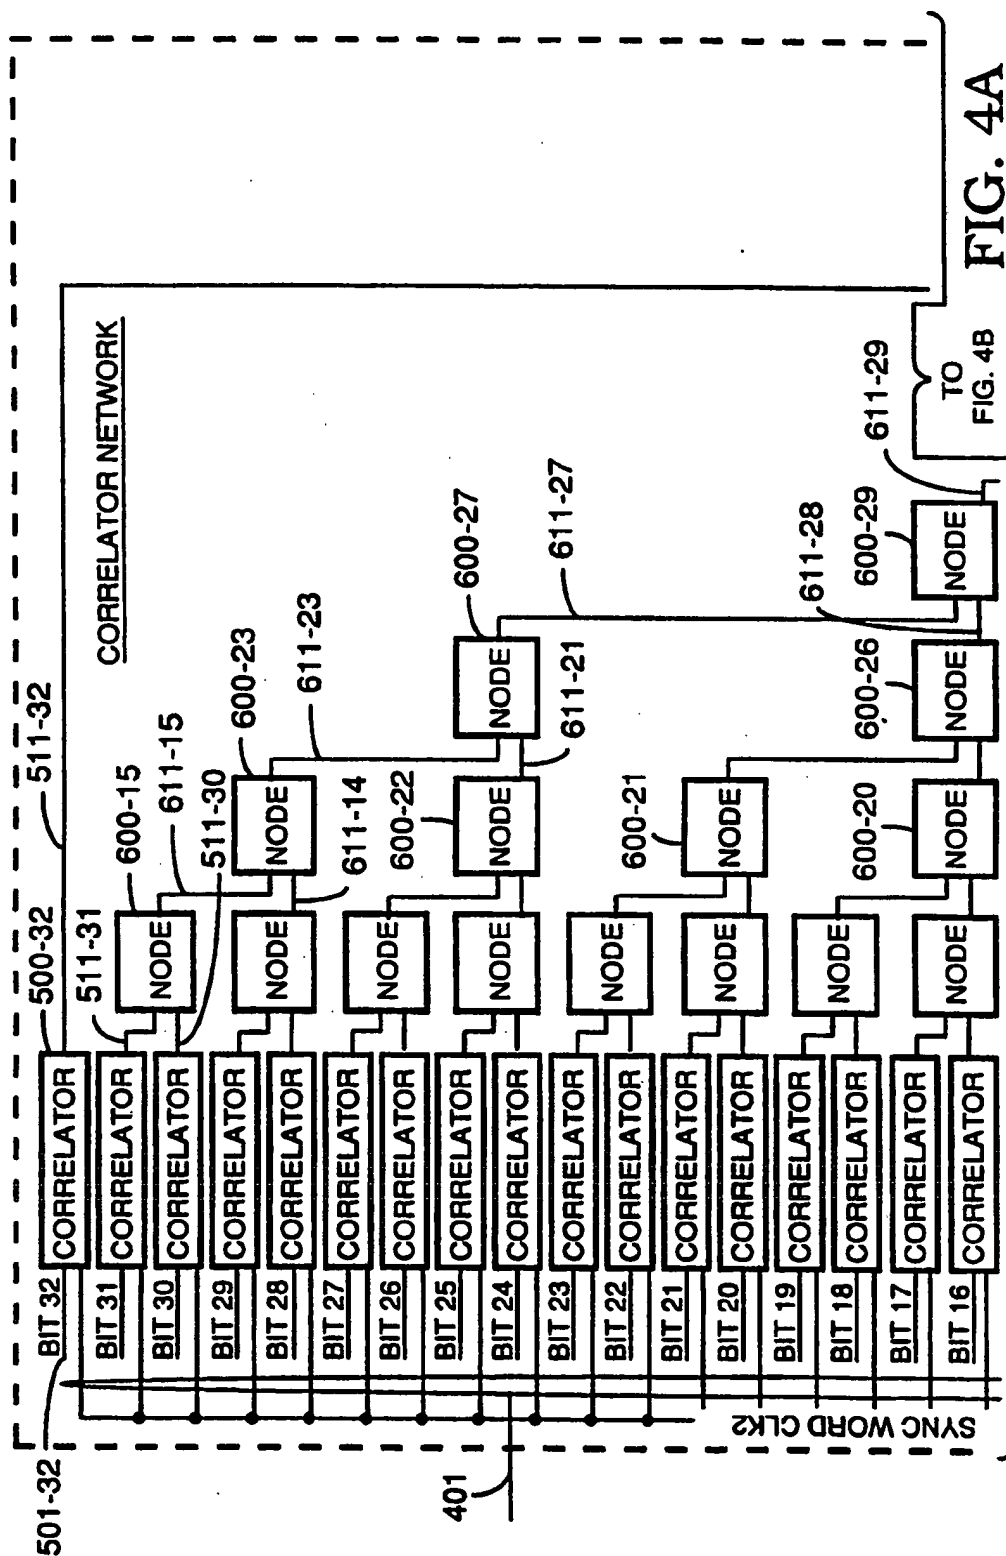 501-32
BIT 32
CORRELATOR
500-32
511-32
BIT 31
CORRELATOR
511-31
600-15
NODE
611-15
CORRELATOR NETWORK
BIT 30
CORRELATOR
511-30
BIT 29
CORRELATOR
NODE
NODE
600-23
611-23
BIT 28
CORRELATOR
611-14
BIT 27
CORRELATOR
NODE
600-22
BIT 26
CORRELATOR
BIT 25
CORRELATOR
NODE
NODE
NODE
600-27
401
BIT 24
CORRELATOR
611-21
611-27
BIT 23
CORRELATOR
NODE
BIT 22
CORRELATOR
600-21
BIT 21
CORRELATOR
NODE
NODE
BIT 20
CORRELATOR
BIT 19
CORRELATOR
NODE
BIT 18
CORRELATOR
600-20
600-26
611-28
600-29
611-29
BIT 17
CORRELATOR
NODE
NODE
NODE
NODE
BIT 16
CORRELATOR
SYNC WORD CLK2
TO
FIG. 4B
FIG. 4A